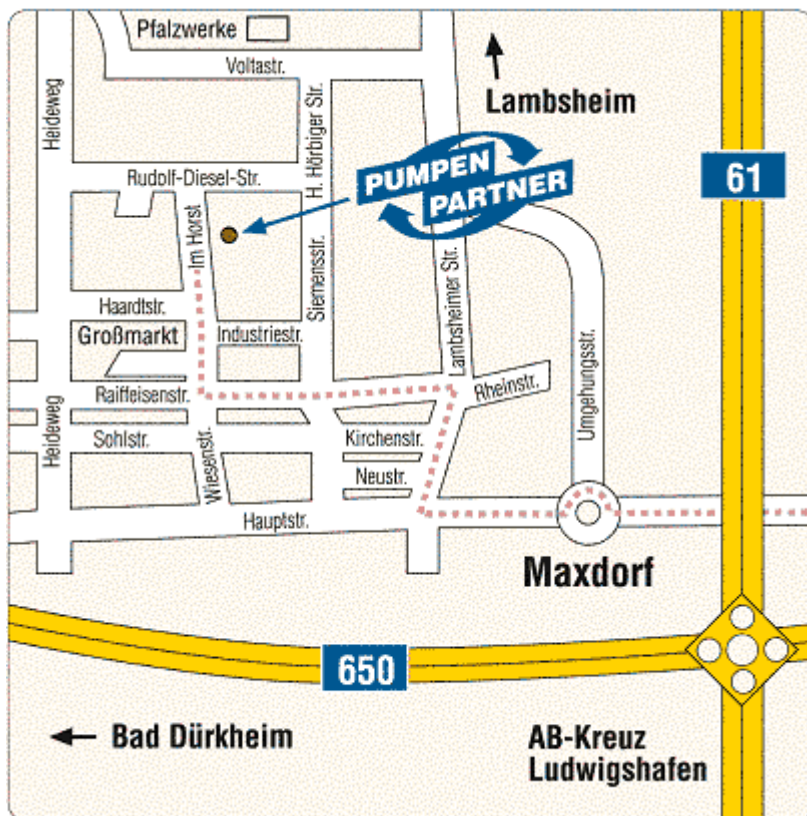 Pfalzwerke
Voltastr.
Lambsheim
Heideweg
H. Hörbiger Str.
Rudolf-Diesel-Str.
PUMPEN
PARTNER
61
Im Horst
Siemensstr.
Lambsheimer Str.
Haardtstr.
Großmarkt
Industriestr.
Umgehungsstr.
Raiffeisenstr.
Rheinstr.
Heideweg
Sohlstr.
Wiesenstr.
Kirchenstr.
Neustr.
Hauptstr.
Maxdorf
650
Bad Dürkheim
AB-Kreuz
Ludwigshafen